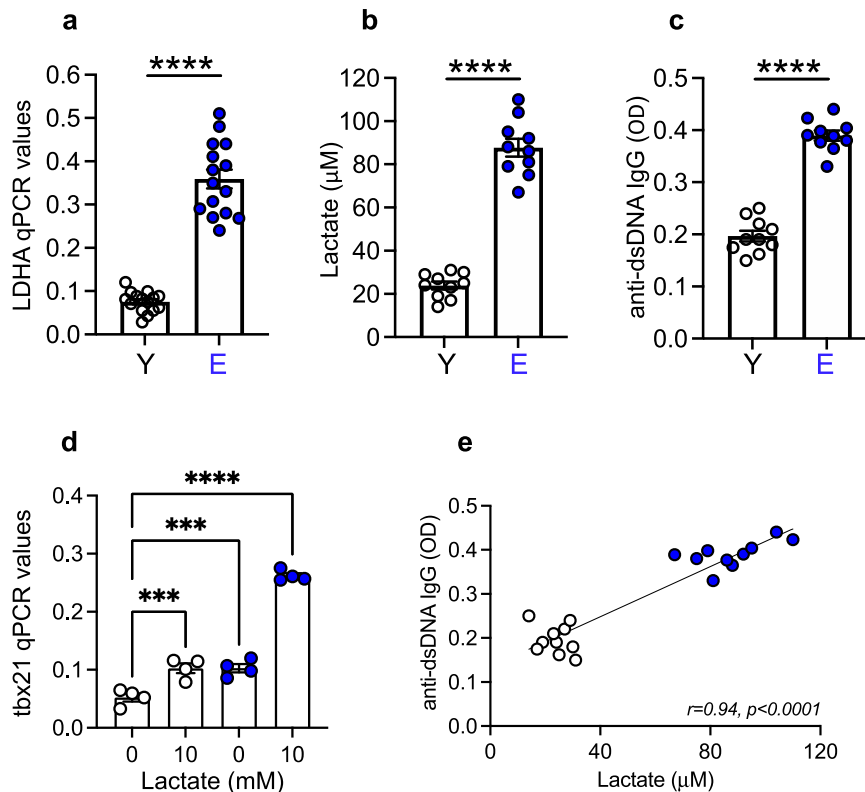 a
****
LDHA qPCR values
0.6
0.5
0.4
0.3
0.2
0.1
0.0
Y
E
b
****
Lactate (μM)
120
100
80
60
40
20
0
Y
E
c
****
anti-dsDNA IgG (OD)
0.5
0.4
0.3
0.2
0.1
0.0
Y
E
d
****
***
***
tbx21 qPCR values
0.4
0.3
0.2
0.1
0.0
0 10 0 10
Lactate (mM)
e
anti-dsDNA IgG (OD)
0.5
0.4
0.3
0.2
0.1
0.0
r=0.94, p<0.0001
0 40 80 120
Lactate (μM)